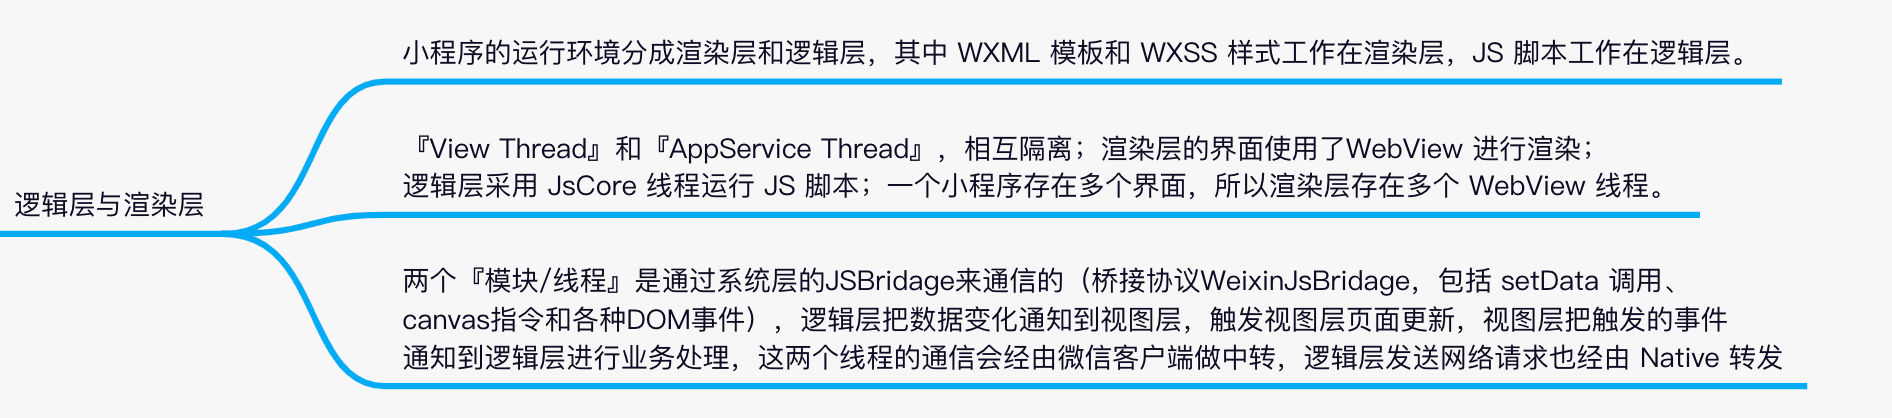 小程序的运行环境分成渲染层和逻辑层，其中 WXML 模板和 WXSS 样式工作在渲染层，JS 脚本工作在逻辑层。
『View Thread』和『AppService Thread』，相互隔离；渲染层的界面使用了WebView 进行渲染；
逻辑层采用 JsCore 线程运行 JS 脚本；一个小程序存在多个界面，所以渲染层存在多个 WebView 线程。
逻辑层与渲染层
两个『模块/线程』是通过系统层的JSBridage来通信的（桥接协议WeixinJsBridage，包括 setData 调用、
canvas指令和各种DOM事件），逻辑层把数据变化通知到视图层，触发视图层页面更新，视图层把触发的事件
通知到逻辑层进行业务处理，这两个线程的通信会经由微信客户端做中转，逻辑层发送网络请求也经由 Native 转发